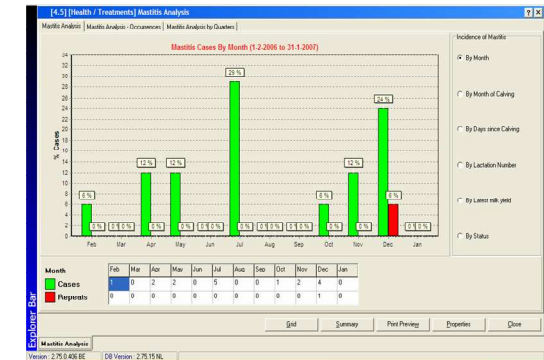 [4.5] [Health / Treatments] Mastitis Analysis
Mastitis Analysis Mastitis Analysis - Occurrences Mastitis Analysis by Quarters
Mastitis Cases By Month (1-2-2006 to 31-1-2007)
% Cases
34
32
30
28
26
24
22
20
18
16
14
12
10
8
6
4
2
0
6 % 0 % 0 % 0 % 12 % 0 % 12 % 0 % 0 % 0 % 29 % 0 % 0 % 0 % 0 % 0 % 6 % 0 % 12 % 0 % 24 % 6 % 0 % 0 %
Feb Mar Apr May Jun Jul Aug Sep Oct Nov Dec Jan
Incidence of Mastitis
By Month
By Month of Calving
By Days since Calving
By Lactation Number
By Latest milk yield
By Status
Month Feb Mar Apr May Jun Jul Aug Sep Oct Nov Dec Jan
Cases 1 0 2 2 0 5 0 0 1 2 4 0
Repeats 0 0 0 0 0 0 0 0 0 0 1 0
Grid Summary Print Preview Properties Close
Explorer Bar
Mastitis Analysis
Version : 2.75.0.406 BE DB Version : 2.75.15 NL